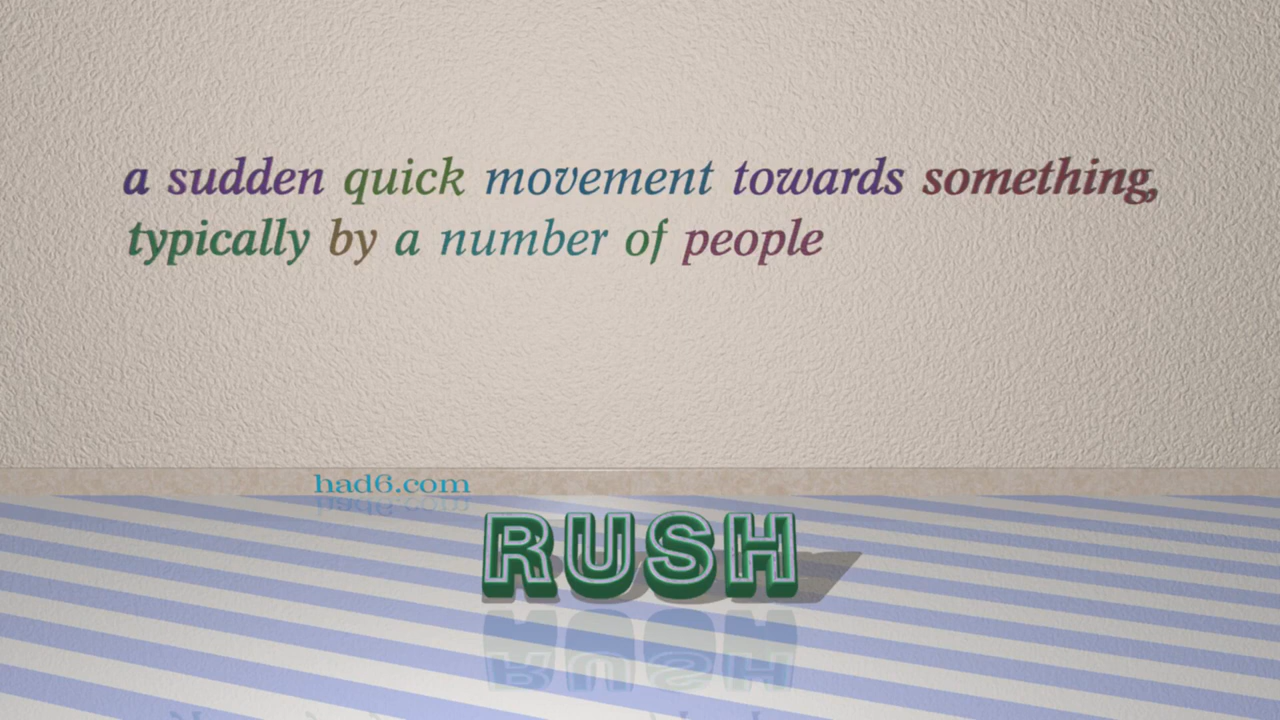 a sudden quick movement towards something,
typically by a number of people
had6.com
RUSH